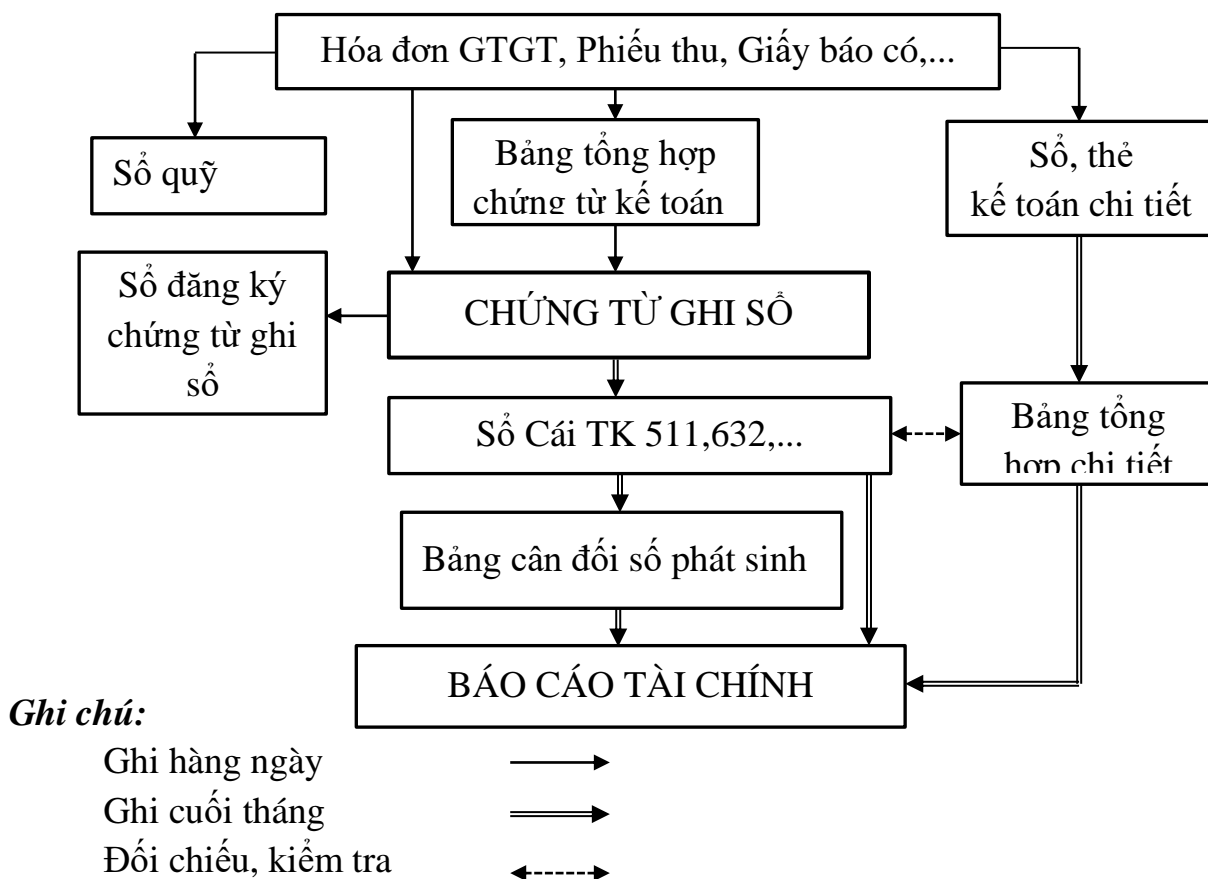 Hóa đơn GTGT, Phiếu thu, Giấy báo có,...
Sổ quỹ
Bảng tổng hợp
chứng từ kế toán
Sổ, thẻ
kế toán chi tiết
Sổ đăng ký
chứng từ ghi
sổ
CHỨNG TỪ GHI SỔ
Sổ Cái TK 511,632,...
Bảng tổng
hợp chi tiết
Bảng cân đối số phát sinh
BÁO CÁO TÀI CHÍNH
Ghi chú:
Ghi hàng ngày
Ghi cuối tháng
Đối chiếu, kiểm tra